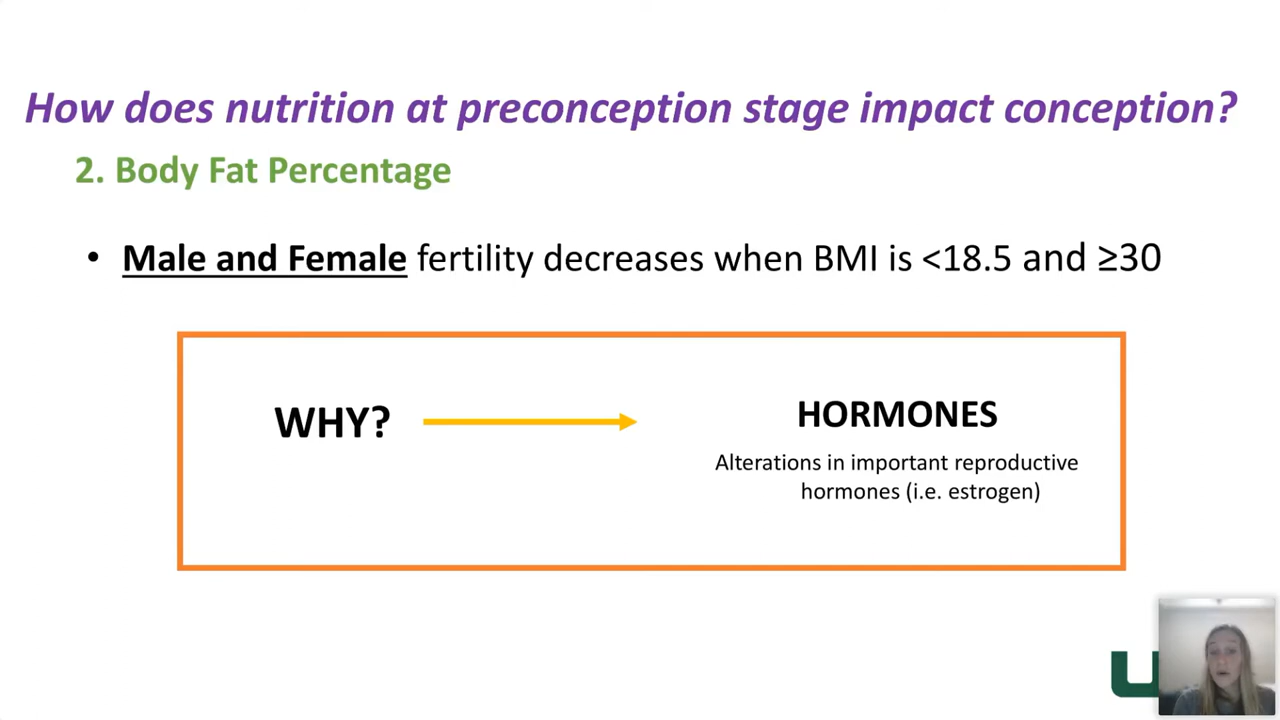 How does nutrition at preconception stage impact conception?
2. Body Fat Percentage
• Male and Female fertility decreases when BMI is <18.5 and ≥30
WHY?
HORMONES
Alterations in important reproductive
hormones (i.e. estrogen)